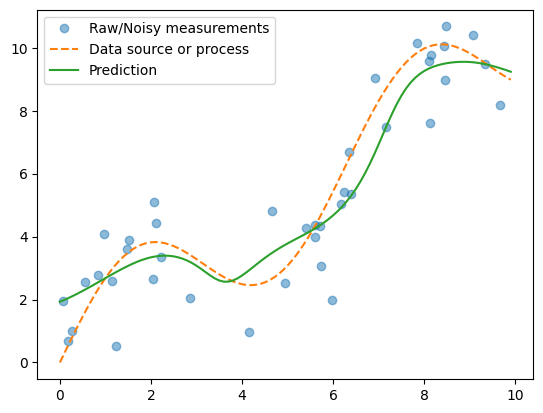 Raw/Noisy measurements
Data source or process
Prediction
10
8
6
4
2
0
0 2 4 6 8 10